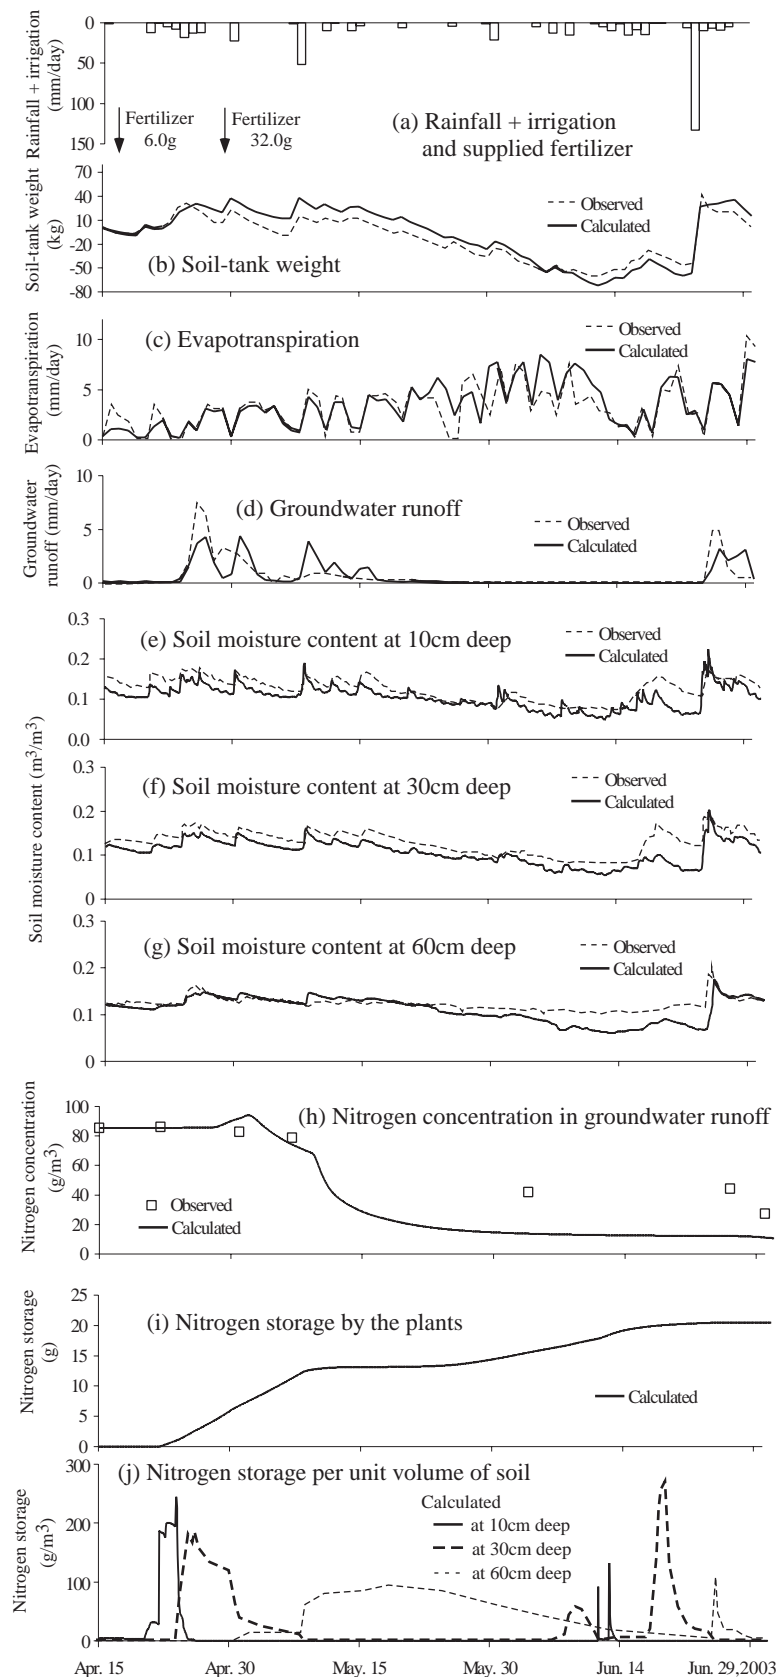 Rainfall + irrigation
(mm/day)
0
50
100
150
Fertilizer
6.0g
Fertilizer
32.0g
(a) Rainfall + irrigation
and supplied fertilizer
Soil-tank weight
(kg)
70
40
10
-20
-50
-80
Observed
Calculated
(b) Soil-tank weight
Evapotranspiration
(mm/day)
10
5
0
(c) Evapotranspiration
Observed
Calculated
Groundwater
runoff (mm/day)
10
5
0
(d) Groundwater runoff
Observed
Calculated
Soil moisture content (m³/m³)
0.3
0.2
0.1
0.0
(e) Soil moisture content at 10cm deep
Observed
Calculated
0.3
0.2
0.1
0
(f) Soil moisture content at 30cm deep
Observed
Calculated
0.3
0.2
0.1
0
(g) Soil moisture content at 60cm deep
Observed
Calculated
Nitrogen concentration
(g/m³)
100
80
60
40
20
0
(h) Nitrogen concentration in groundwater runoff
Observed
Calculated
Nitrogen storage
(g)
25
20
15
10
5
0
(i) Nitrogen storage by the plants
Calculated
Nitrogen storage
(g/m³)
300
200
100
0
(j) Nitrogen storage per unit volume of soil
Calculated
at 10cm deep
at 30cm deep
at 60cm deep
Apr. 15 Apr. 30 May. 15 May. 30 Jun. 14 Jun. 29,2003